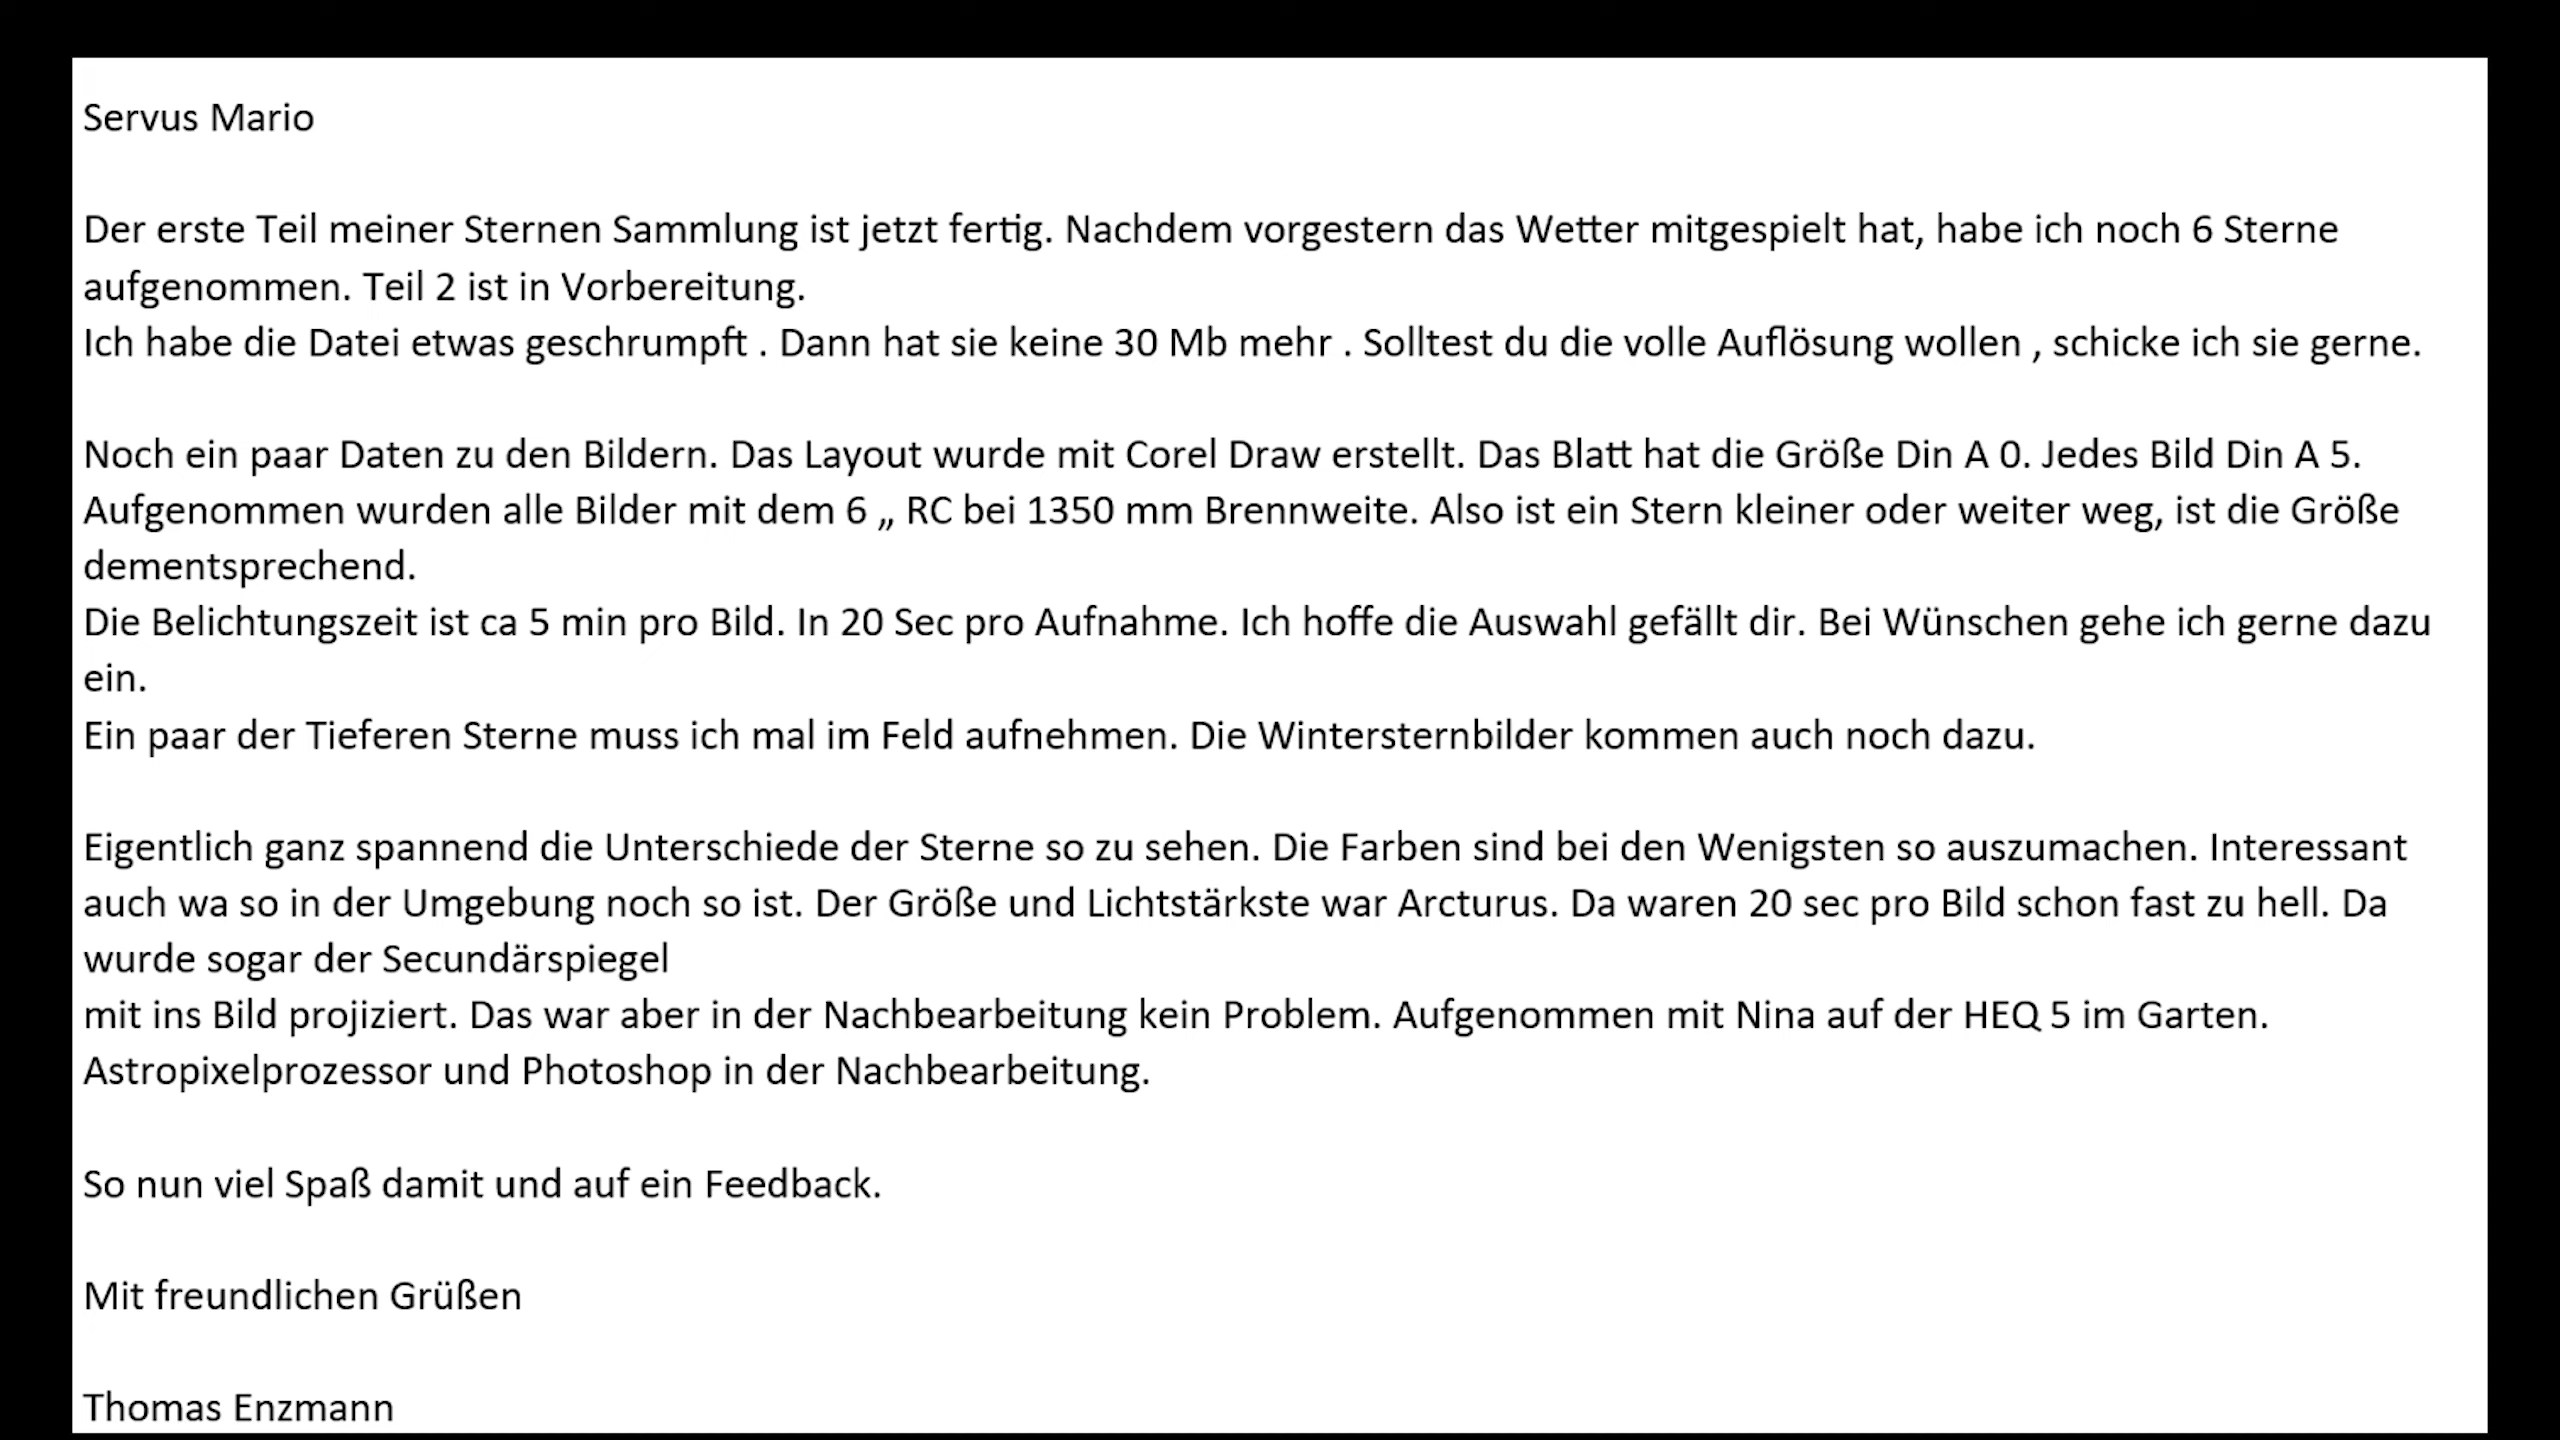 Servus Mario
Der erste Teil meiner Sternen Sammlung ist jetzt fertig. Nachdem vorgestern das Wetter mitgespielt hat, habe ich noch 6 Sterne
aufgenommen. Teil 2 ist in Vorbereitung.
Ich habe die Datei etwas geschrumpft . Dann hat sie keine 30 Mb mehr . Solltest du die volle Auflösung wollen , schicke ich sie gerne.
Noch ein paar Daten zu den Bildern. Das Layout wurde mit Corel Draw erstellt. Das Blatt hat die Größe Din A 0. Jedes Bild Din A 5.
Aufgenommen wurden alle Bilder mit dem 6 „ RC bei 1350 mm Brennweite. Also ist ein Stern kleiner oder weiter weg, ist die Größe
dementsprechend.
Die Belichtungszeit ist ca 5 min pro Bild. In 20 Sec pro Aufnahme. Ich hoffe die Auswahl gefällt dir. Bei Wünschen gehe ich gerne dazu
ein.
Ein paar der Tieferen Sterne muss ich mal im Feld aufnehmen. Die Wintersternbilder kommen auch noch dazu.
Eigentlich ganz spannend die Unterschiede der Sterne so zu sehen. Die Farben sind bei den Wenigsten so auszumachen. Interessant
auch wa so in der Umgebung noch so ist. Der Größe und Lichtstärkste war Arcturus. Da waren 20 sec pro Bild schon fast zu hell. Da
wurde sogar der Secundärspiegel
mit ins Bild projiziert. Das war aber in der Nachbearbeitung kein Problem. Aufgenommen mit Nina auf der HEQ 5 im Garten.
Astropixelprozessor und Photoshop in der Nachbearbeitung.
So nun viel Spaß damit und auf ein Feedback.
Mit freundlichen Grüßen
Thomas Enzmann